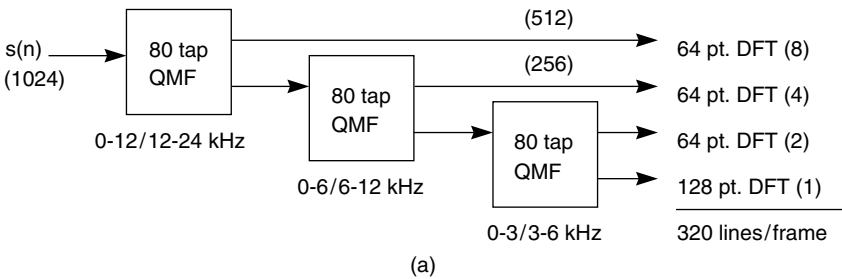 s(n)
(1024)
80 tap
QMF
0-12/12-24 kHz
(512)
64 pt. DFT (8)
80 tap
QMF
0-6/6-12 kHz
(256)
64 pt. DFT (4)
80 tap
QMF
0-3/3-6 kHz
64 pt. DFT (2)
128 pt. DFT (1)
320 lines/frame
(a)